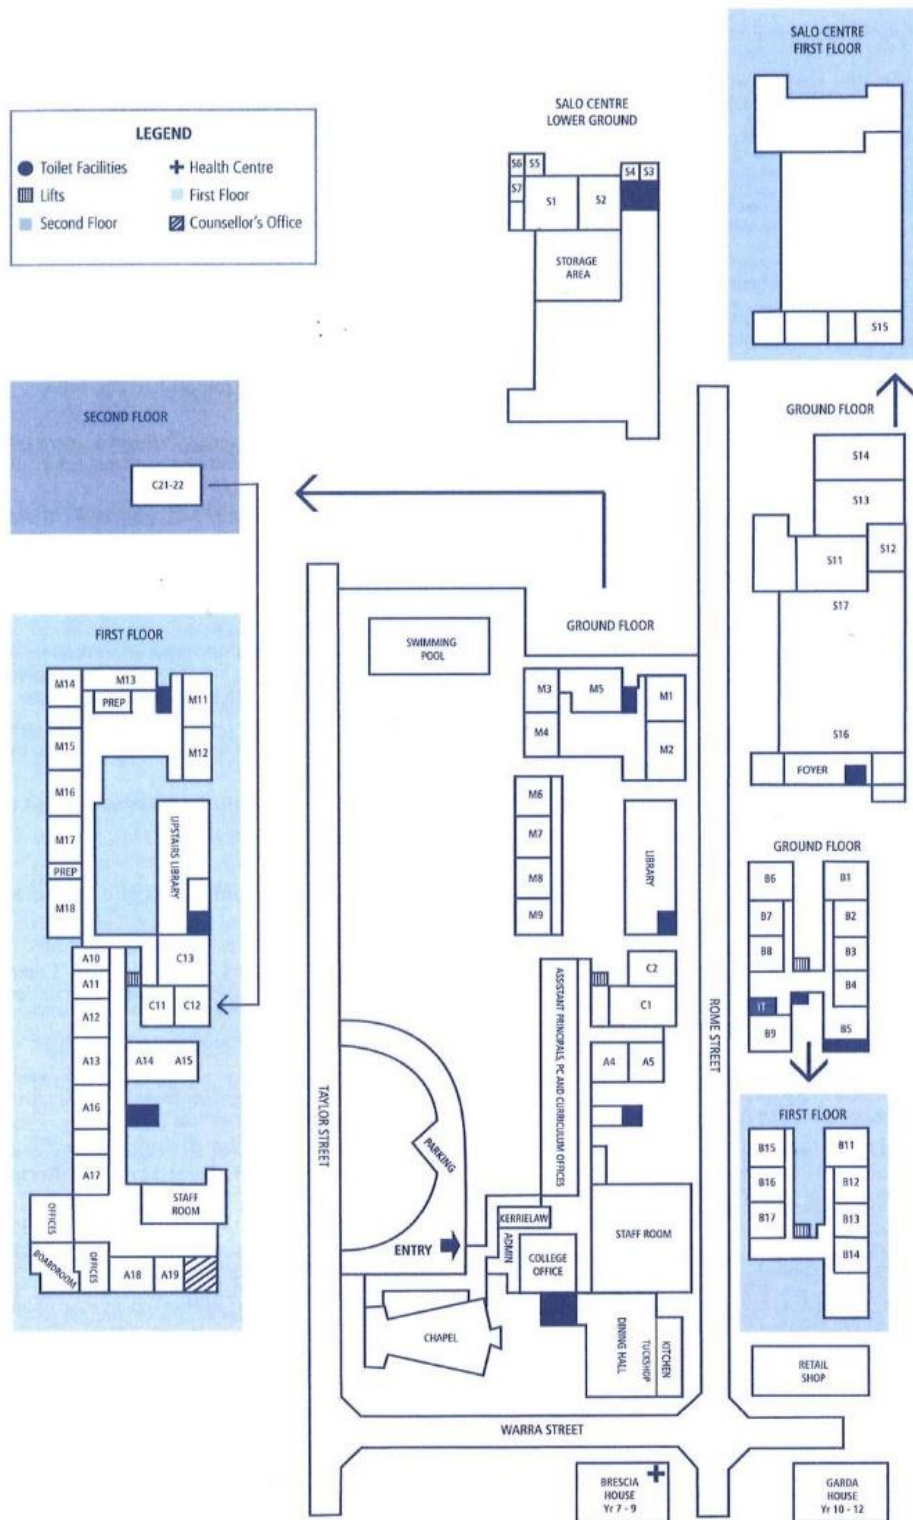 SALO CENTRE
FIRST FLOOR
S15
SALO CENTRE
LOWER GROUND
S6
S5
S4
S3
S7
S1
S2
STORAGE
AREA
LEGEND
Toilet Facilities
Health Centre
Lifts
First Floor
Second Floor
Counsellor's Office
SECOND FLOOR
C21-22
GROUND FLOOR
S14
S13
S12
S11
S17
S16
FOYER
FIRST FLOOR
M14
M13
PREP
M11
M15
M12
M16
M17
PREP
M18
UPSTAIRS LIBRARY
A10
A11
C13
C11
C12
A12
A13
A14
A15
A16
A17
STAFF
ROOM
OFFICES
BOARDROOM
OFFICES
A18
A19
SWIMMING
POOL
GROUND FLOOR
M3
M5
M1
M4
M2
M6
M7
M8
M9
LIBRARY
C2
C1
ASSISTANT PRINCIPALS, PC AND CURRICULUM OFFICES
A4
A5
TAYLOR STREET
ROME STREET
PARKING
ENTRY
KERRIELAW
ADMIN
COLLEGE
OFFICE
STAFF ROOM
CHAPEL
DINING HALL
TUCKSHOP
KITCHEN
GROUND FLOOR
B6
B1
B7
B2
B8
B3
B4
IT
B9
B5
FIRST FLOOR
B15
B11
B16
B12
B17
B13
B14
RETAIL
SHOP
WARRA STREET
BRESCIA
HOUSE
Yr 7 - 9
GARDA
HOUSE
Yr 10 - 12